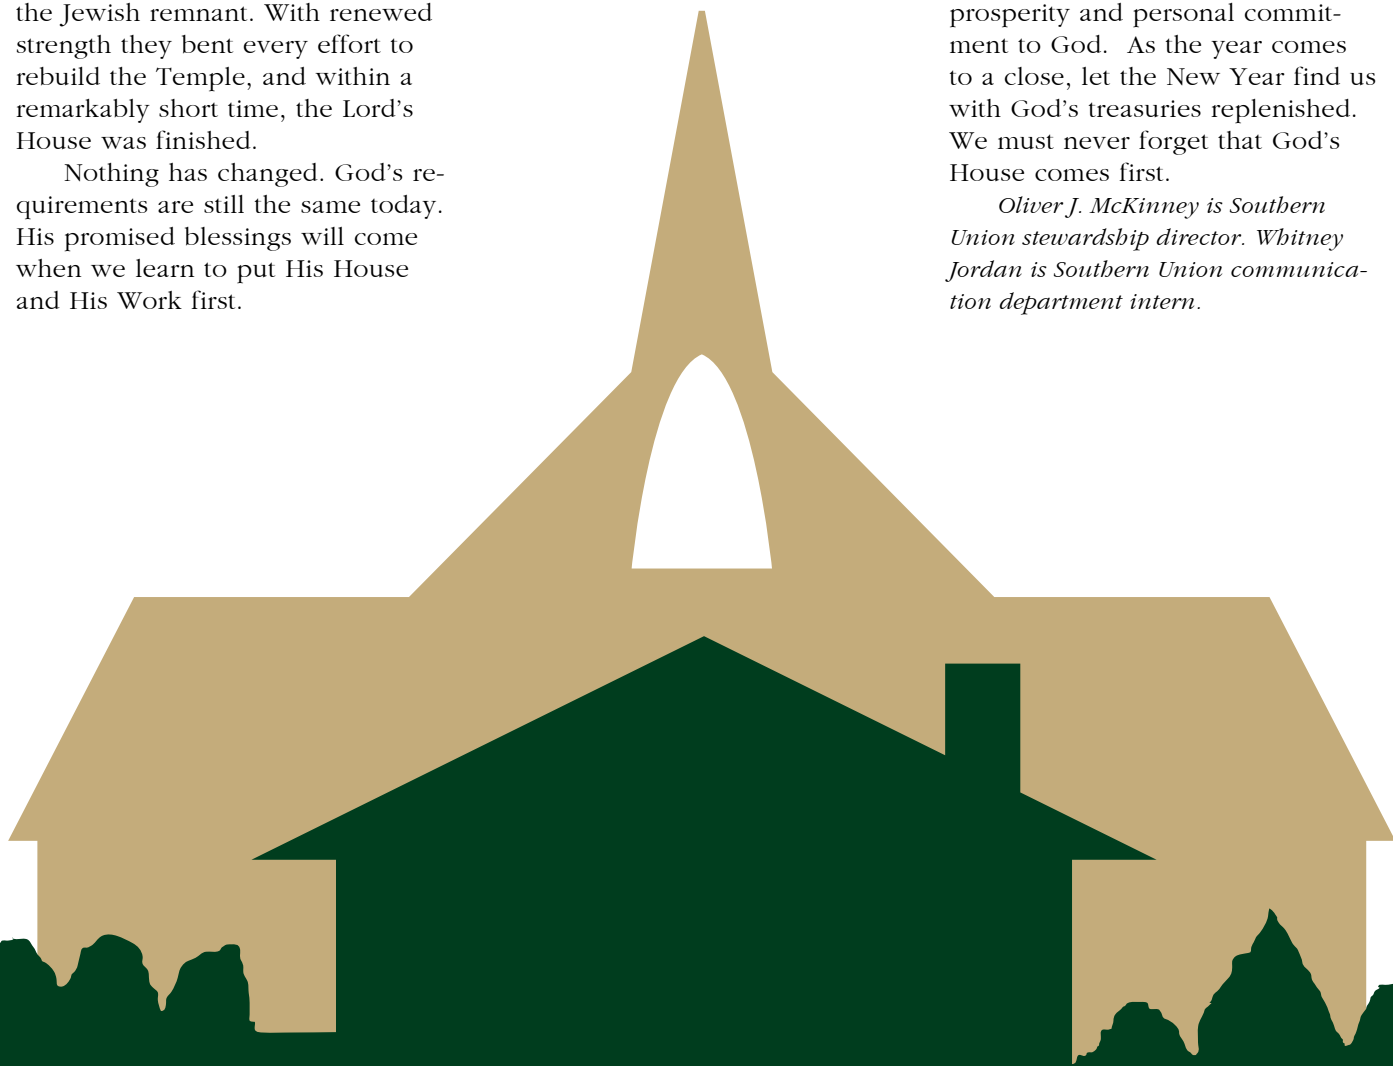 the Jewish remnant. With renewed
strength they bent every effort to
rebuild the Temple, and within a
remarkably short time, the Lord’s
House was finished.
Nothing has changed. God’s re-
quirements are still the same today.
His promised blessings will come
when we learn to put His House
and His Work first.
prosperity and personal commit-
ment to God.  As the year comes
to a close, let the New Year find us
with God’s treasuries replenished.
We must never forget that God’s
House comes first.
Oliver J. McKinney is Southern
Union stewardship director. Whitney
Jordan is Southern Union communica-
tion department intern.